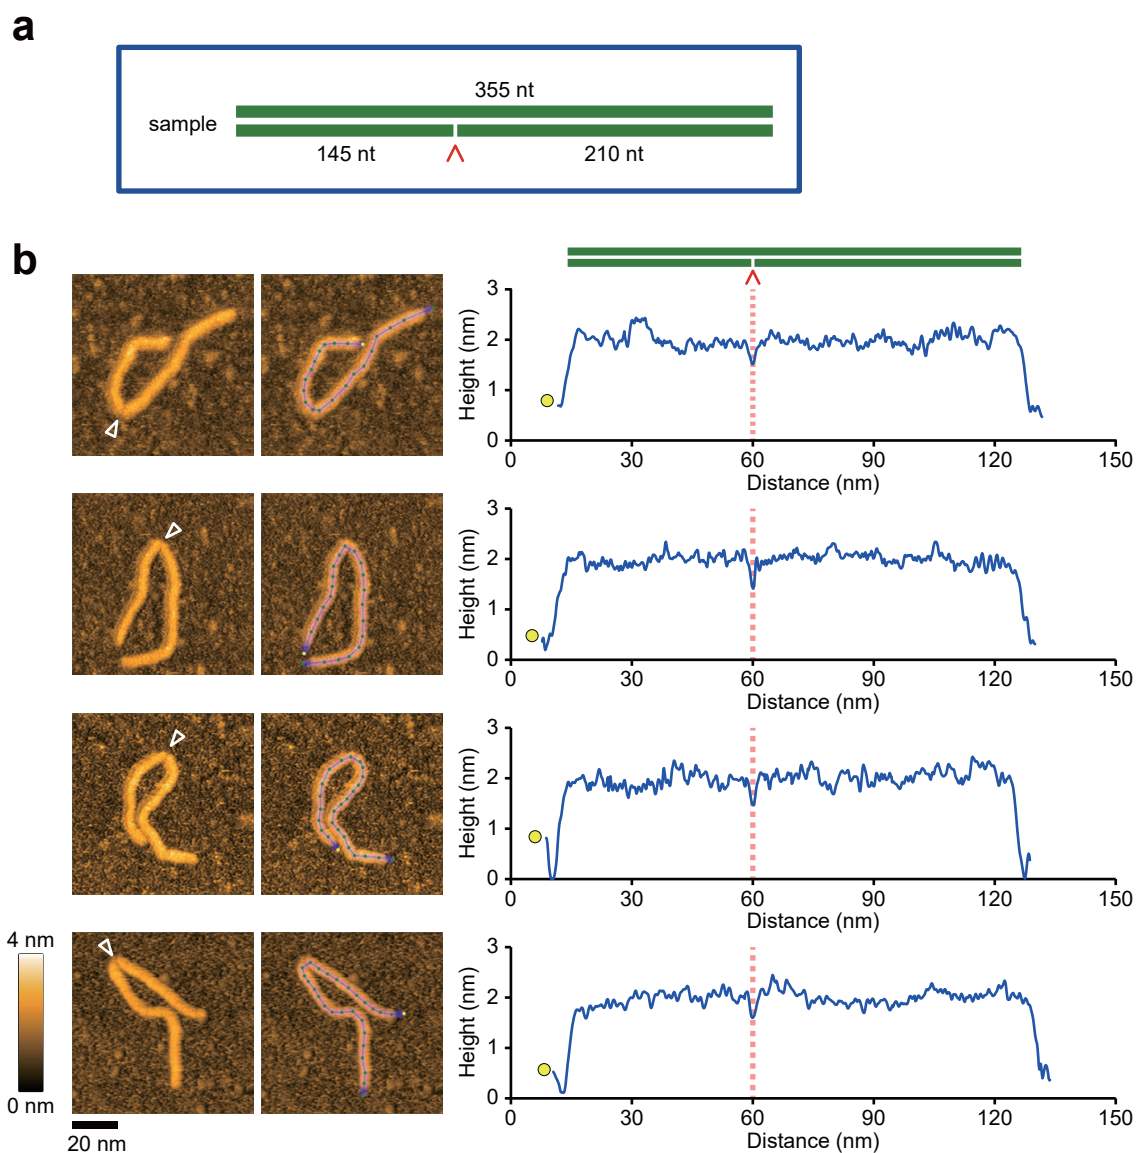 a
355 nt
sample
145 nt
210 nt
b
3
2
1
0
Height (nm)
0 30 60 90 120 150
Distance (nm)
3
2
1
0
Height (nm)
0 30 60 90 120 150
Distance (nm)
3
2
1
0
Height (nm)
0 30 60 90 120 150
Distance (nm)
4 nm
0 nm
20 nm
3
2
1
0
Height (nm)
0 30 60 90 120 150
Distance (nm)